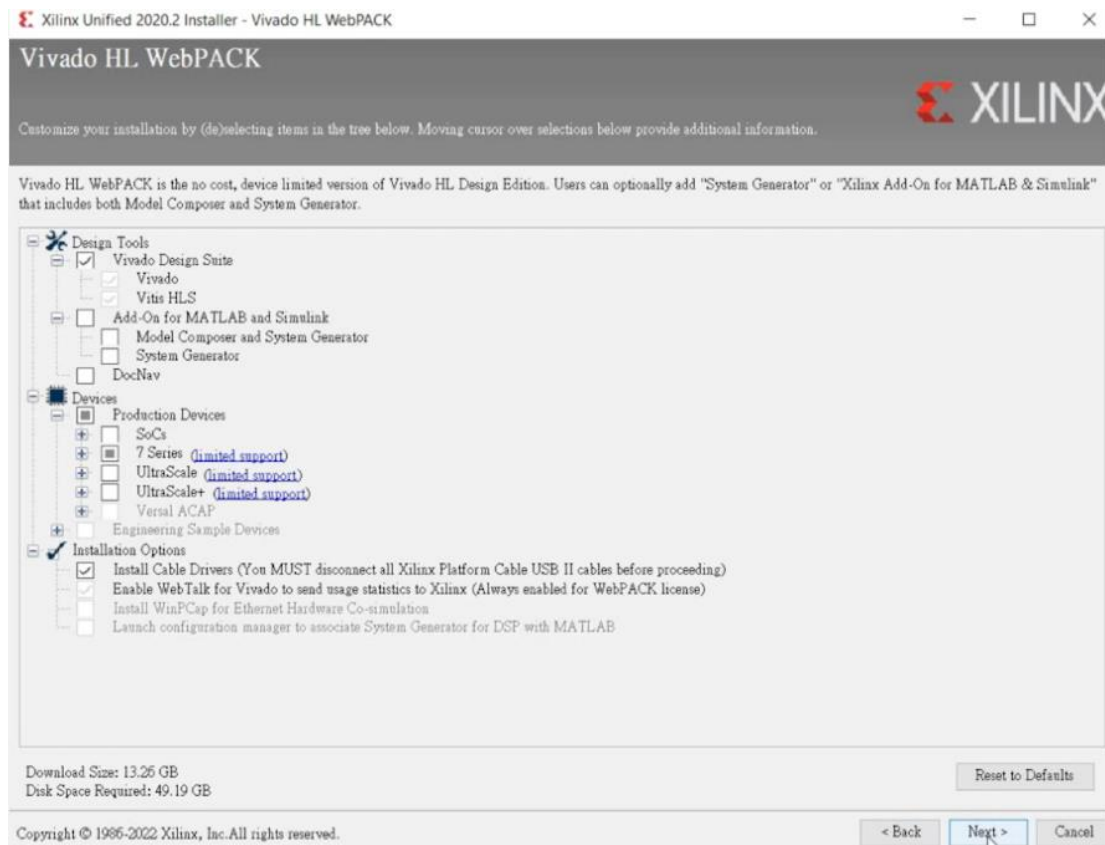 Xilinx Unified 2020.2 Installer - Vivado HL WebPACK
Vivado HL WebPACK
XILINX
Customize your installation by (de)selecting items in the tree below. Moving cursor over selections below provide additional information.
Vivado HL WebPACK is the no cost, device limited version of Vivado HL Design Edition. Users can optionally add "System Generator" or "Xilinx Add-On for MATLAB & Simulink"
that includes both Model Composer and System Generator.
Design Tools
Vivado Design Suite
Vivado
Vitis HLS
Add-On for MATLAB and Simulink
Model Composer and System Generator
System Generator
DocNav
Devices
Production Devices
SoCs
7 Series (limited support)
UltraScale (limited support)
UltraScale+ (limited support)
Versal ACAP
Engineering Sample Devices
Installation Options
Install Cable Drivers (You MUST disconnect all Xilinx Platform Cable USB II cables before proceeding)
Enable WebTalk for Vivado to send usage statistics to Xilinx (Always enabled for WebPACK license)
Install WinPCap for Ethernet Hardware Co-simulation
Launch configuration manager to associate System Generator for DSP with MATLAB
Download Size: 13.26 GB
Disk Space Required: 49.19 GB
Reset to Defaults
Copyright © 1986-2022 Xilinx, Inc.All rights reserved.
< Back Next > Cancel